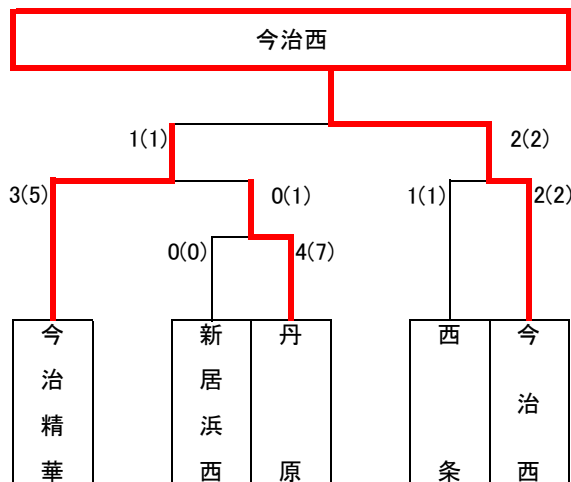 今治西
1(1)
2(2)
3(5)
0(1)
1(1)
2(2)
0(0)
4(7)
今治精華
新居浜西
丹原
西条
今治西